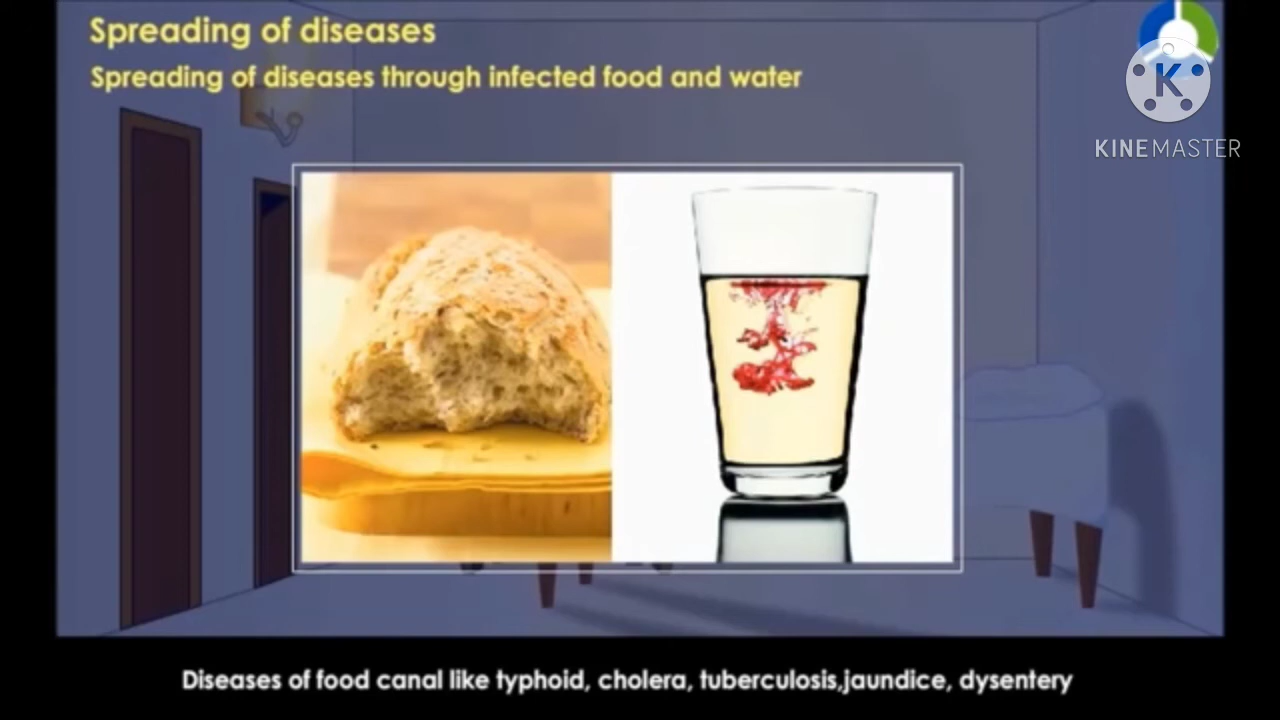 Spreading of diseases
Spreading of diseases through infected food and water
K
KINEMASTER
Diseases of food canal like typhoid, cholera, tuberculosis,jaundice, dysentery